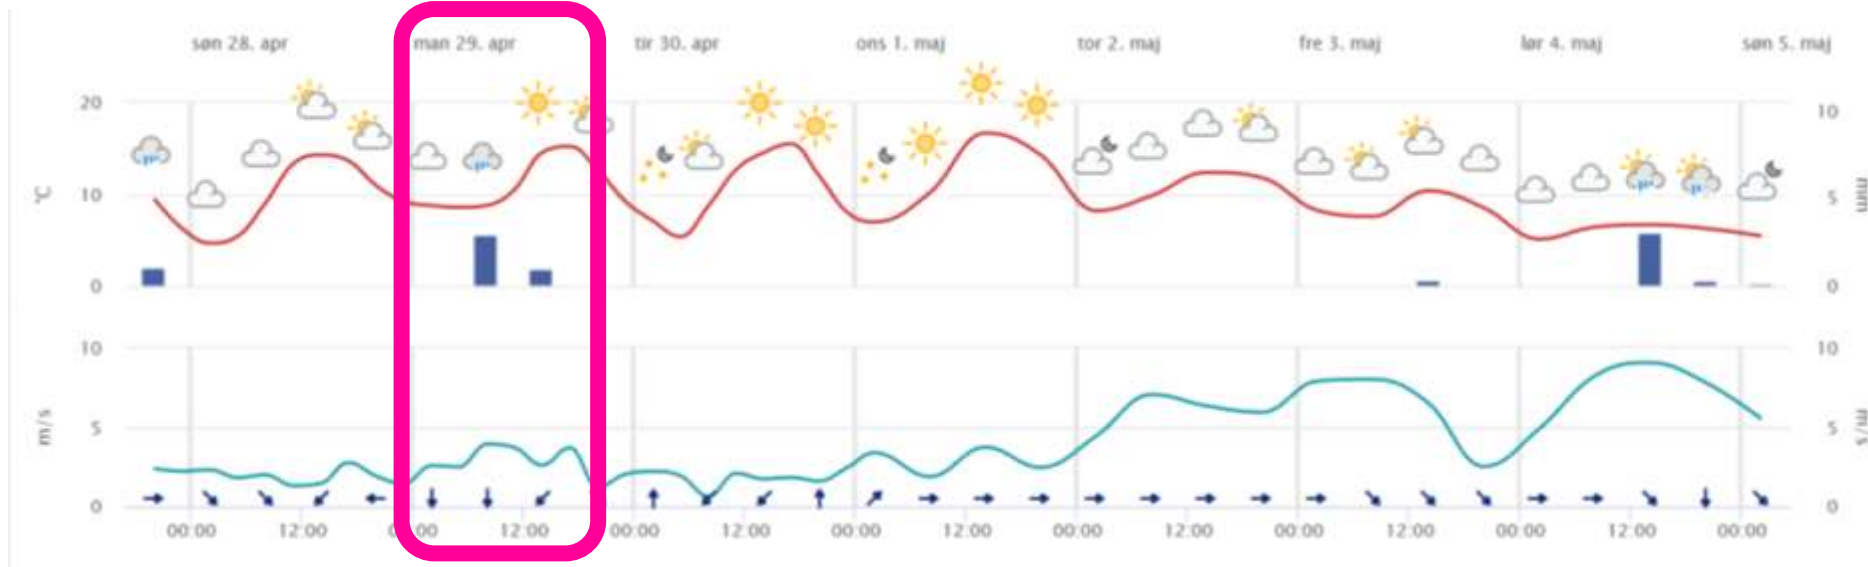 søn 28. apr man 29. apr tir 30. apr ons 1. maj tor 2. maj fre 3. maj lør 4. maj søn 5. maj
20 10
°C 10 5 mm
0 0
10 10
m/s 5 5 m/s
0 0
00:00 12:00 12:00 00:00 12:00 00:00 12:00 00:00 12:00 00:00 12:00 00:00 12:00 00:00